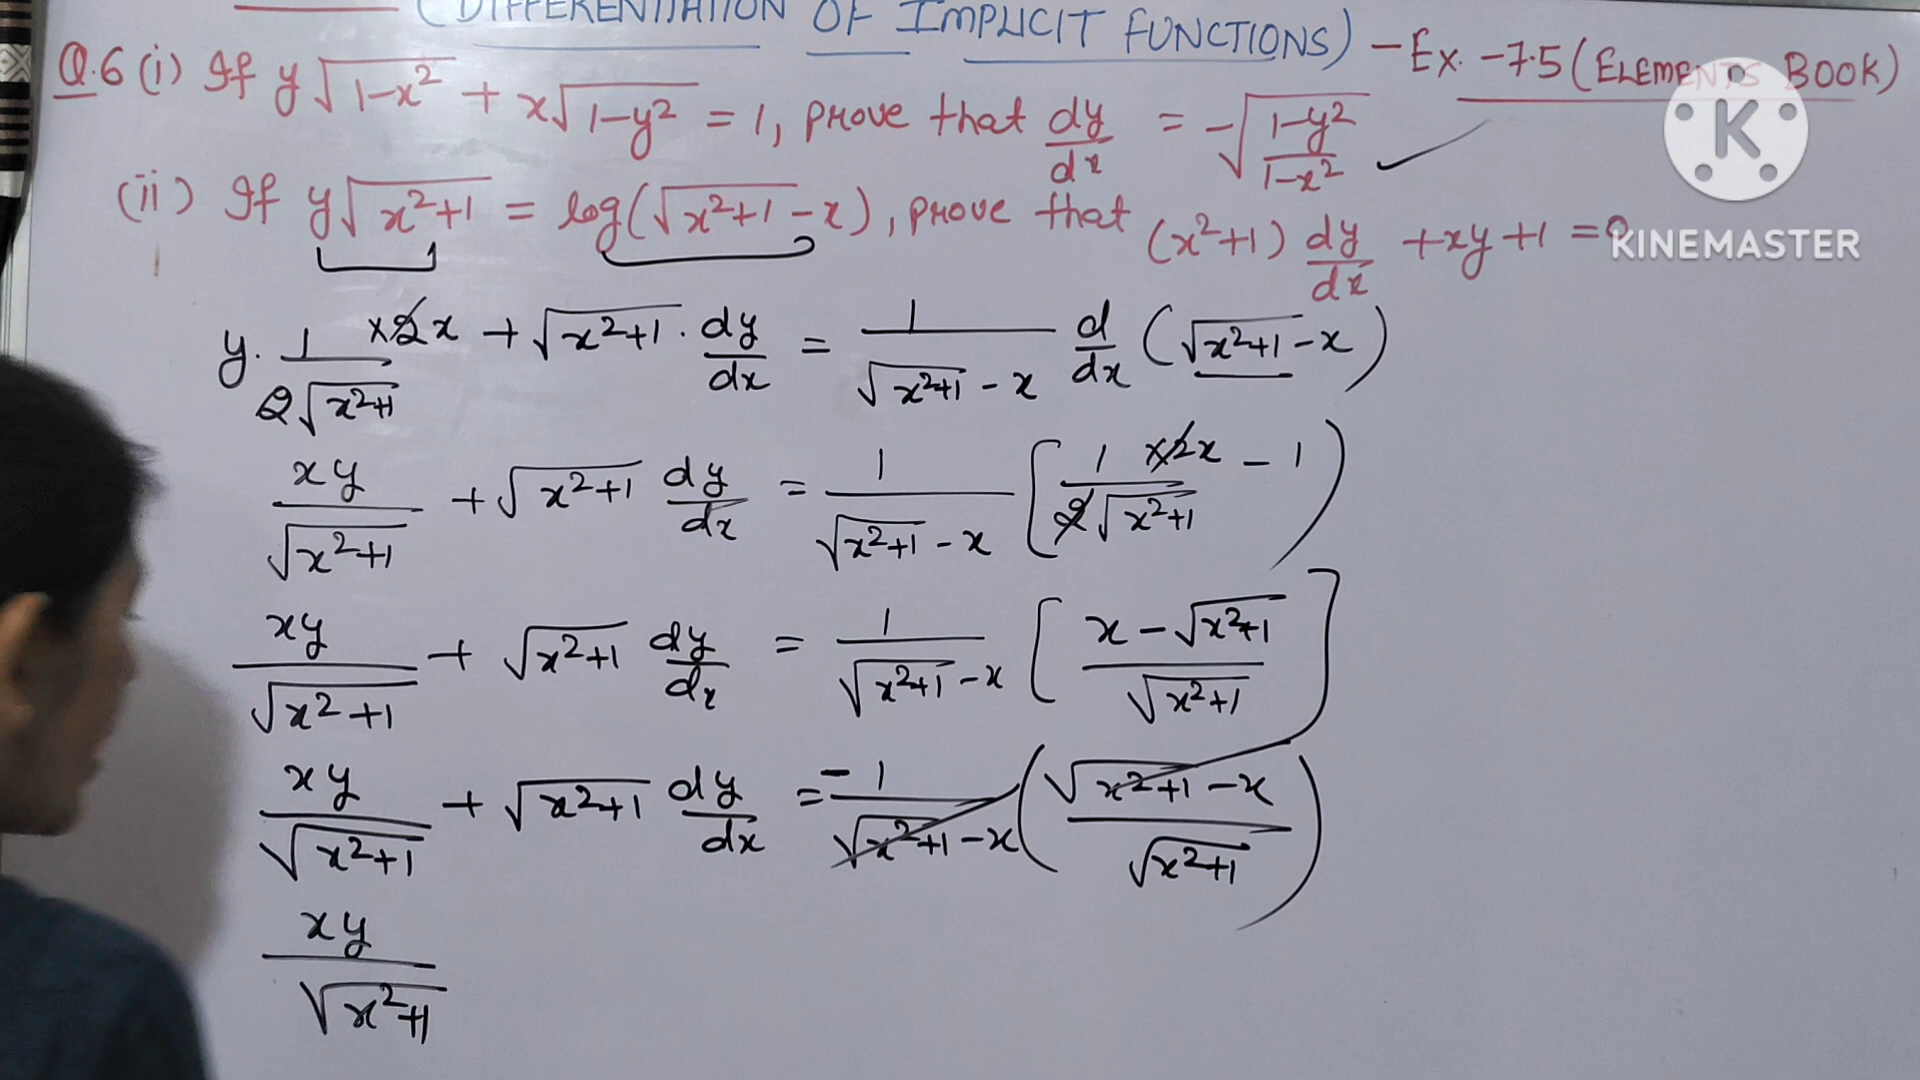 (DIFFERENTIATION OF IMPLICIT FUNCTIONS) - Ex. - 7.5 (ELEMENTS BOOK)
Q.6 (i) If y√(1-x²) + x√(1-y²) = 1, prove that dy/dx = -√((1-y²)/(1-x²))
K
KINEMASTER
(ii) If y√(x²+1) = log(√(x²+1) - x), prove that (x²+1) dy/dx + xy + 1 = 0
y. 1/(2√(x²+1)) × 2x + √(x²+1) . dy/dx = 1/(√(x²+1) - x) d/dx (√(x²+1) - x)
xy/√(x²+1) + √(x²+1) dy/dx = 1/(√(x²+1) - x) [1/(2√(x²+1)) × 2x - 1)
xy/√(x²+1) + √(x²+1) dy/dx = 1/(√(x²+1) - x) [(x - √(x²+1))/√(x²+1)]
xy/√(x²+1) + √(x²+1) dy/dx = -1/(√(x²+1) - x) ((√(x²+1) - x)/√(x²+1))
xy/√(x²+1)